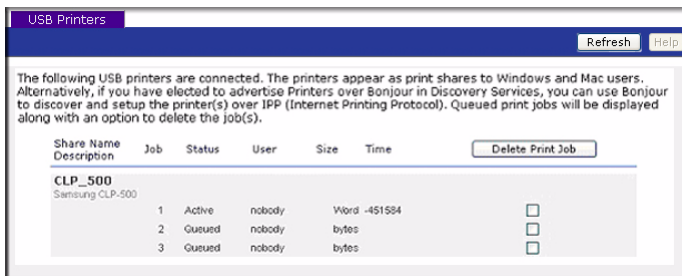 USB Printers
Refresh
Help
The following USB printers are connected. The printers appear as print shares to Windows and Mac users.
Alternatively, if you have elected to advertise Printers over Bonjour in Discovery Services, you can use Bonjour
to discover and setup the printer(s) over IPP (Internet Printing Protocol). Queued print jobs will be displayed
along with an option to delete the job(s).
Share Name
Description Job Status User Size Time Delete Print Job
CLP_500
Samsung CLP-500
1 Active nobody Word -451584
2 Queued nobody bytes
3 Queued nobody bytes